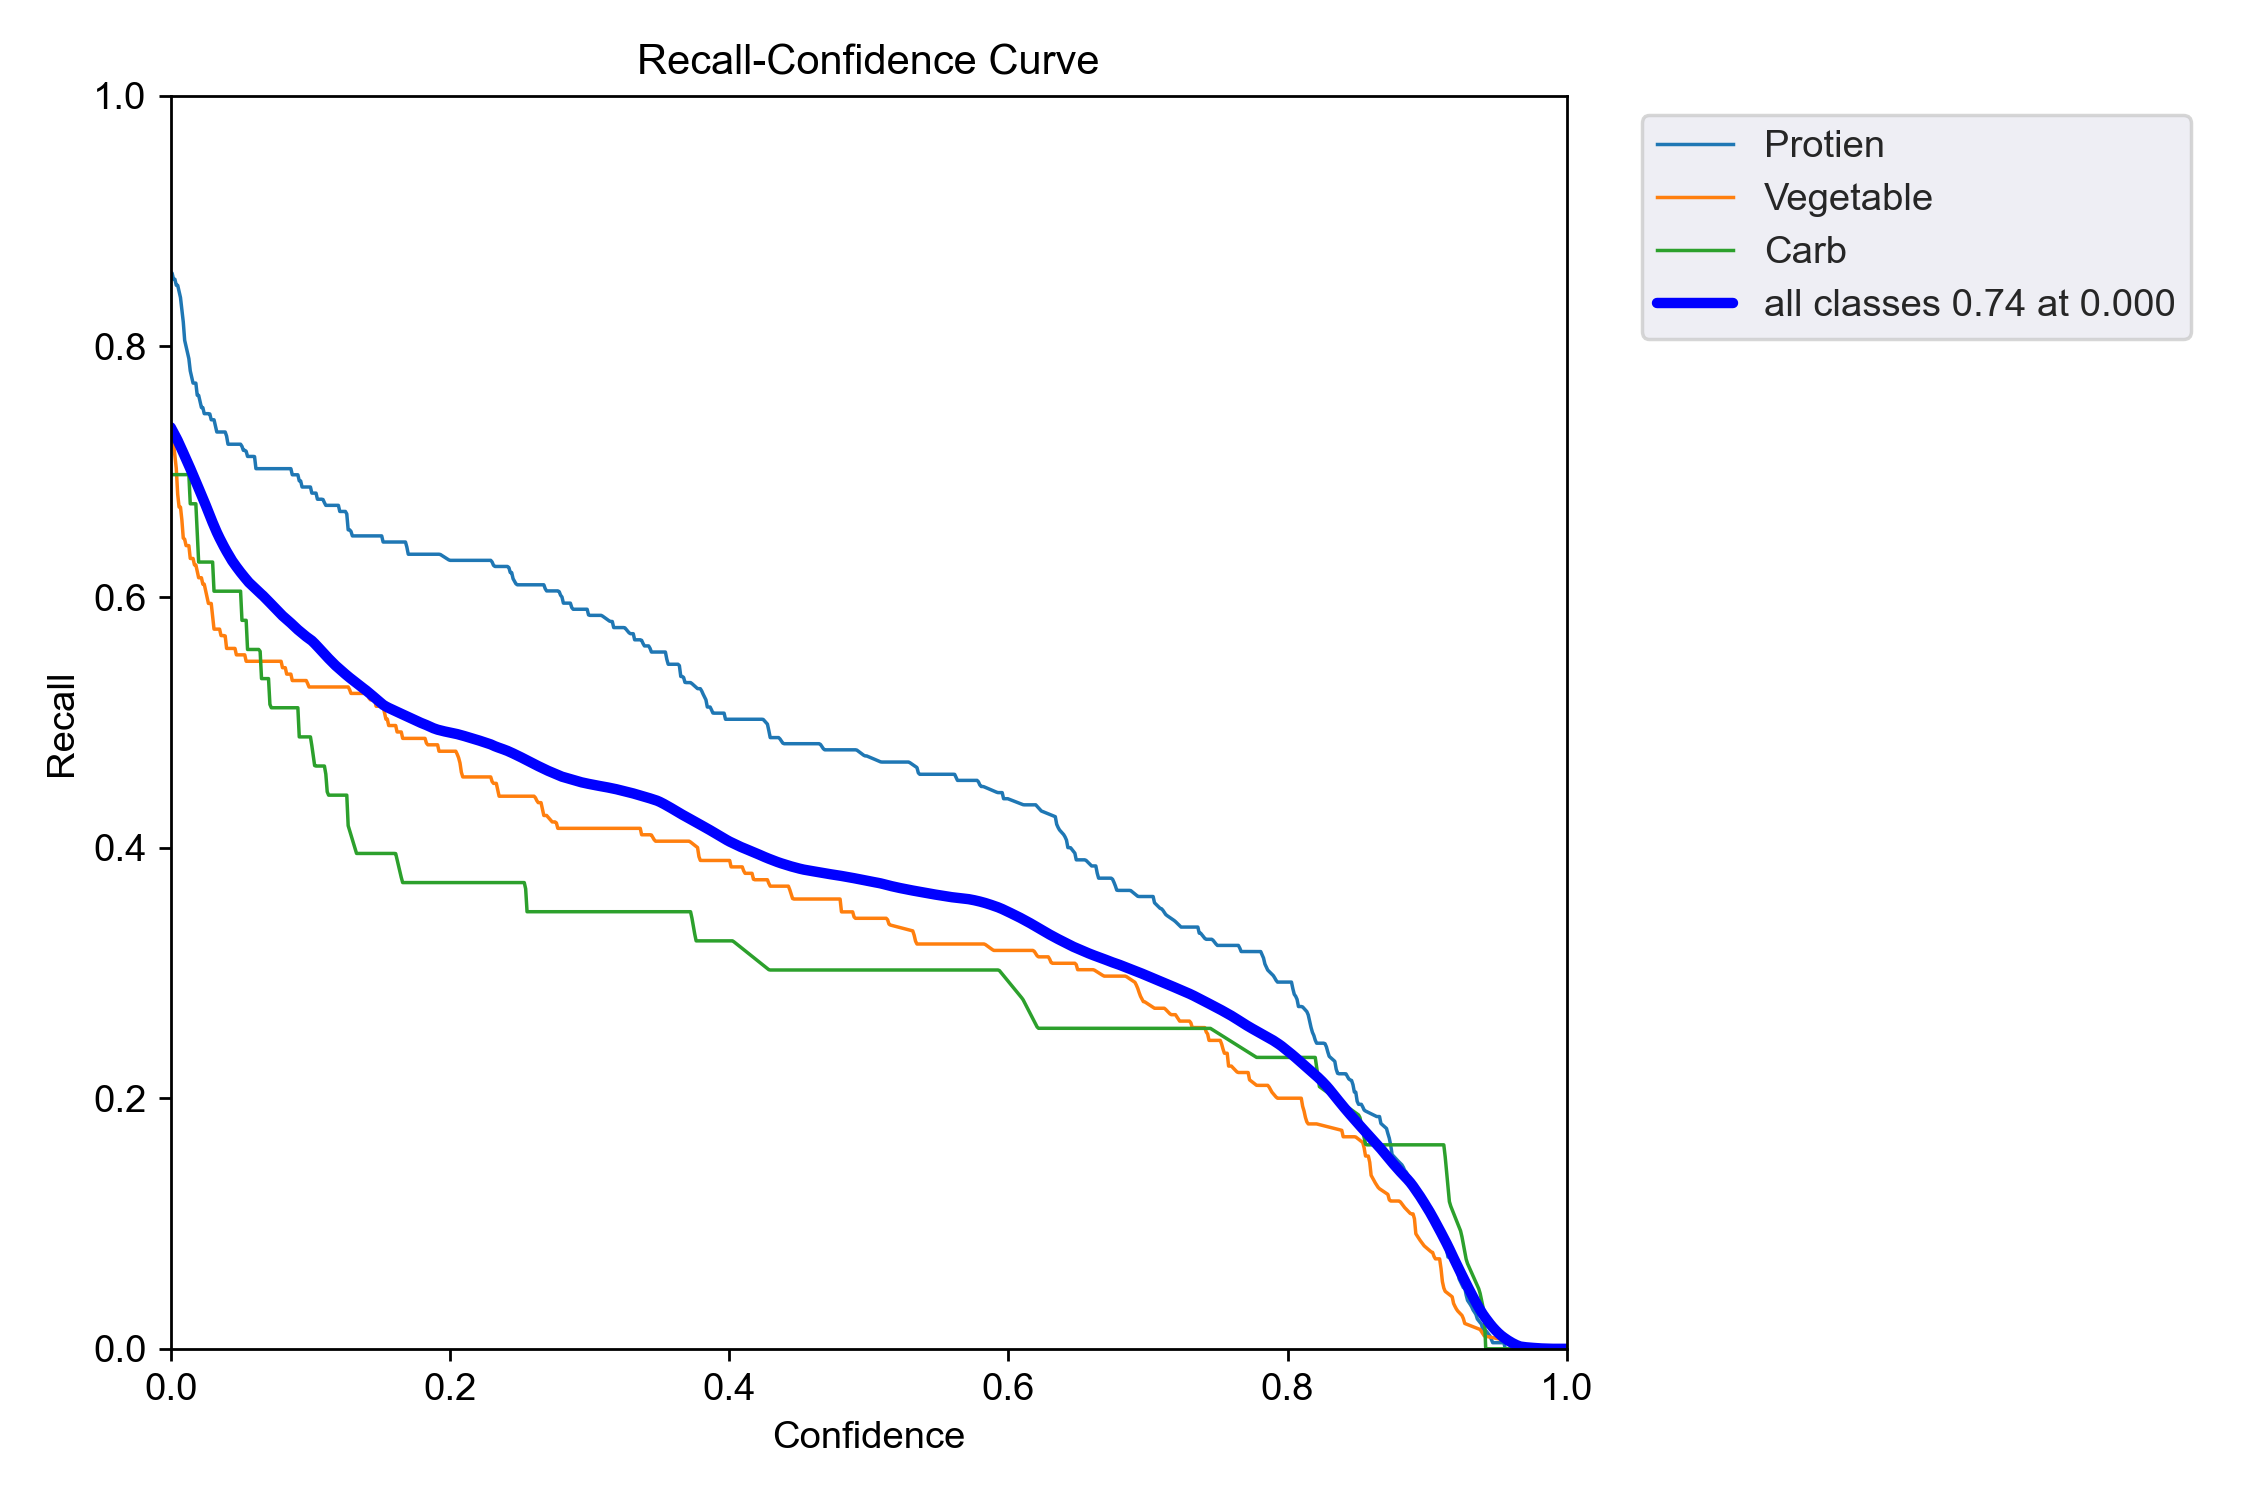 Recall-Confidence Curve
1.0
0.8
0.6
0.4
0.2
0.0
Recall
0.0 0.2 0.4 0.6 0.8 1.0
Confidence
Protien
Vegetable
Carb
all classes 0.74 at 0.000